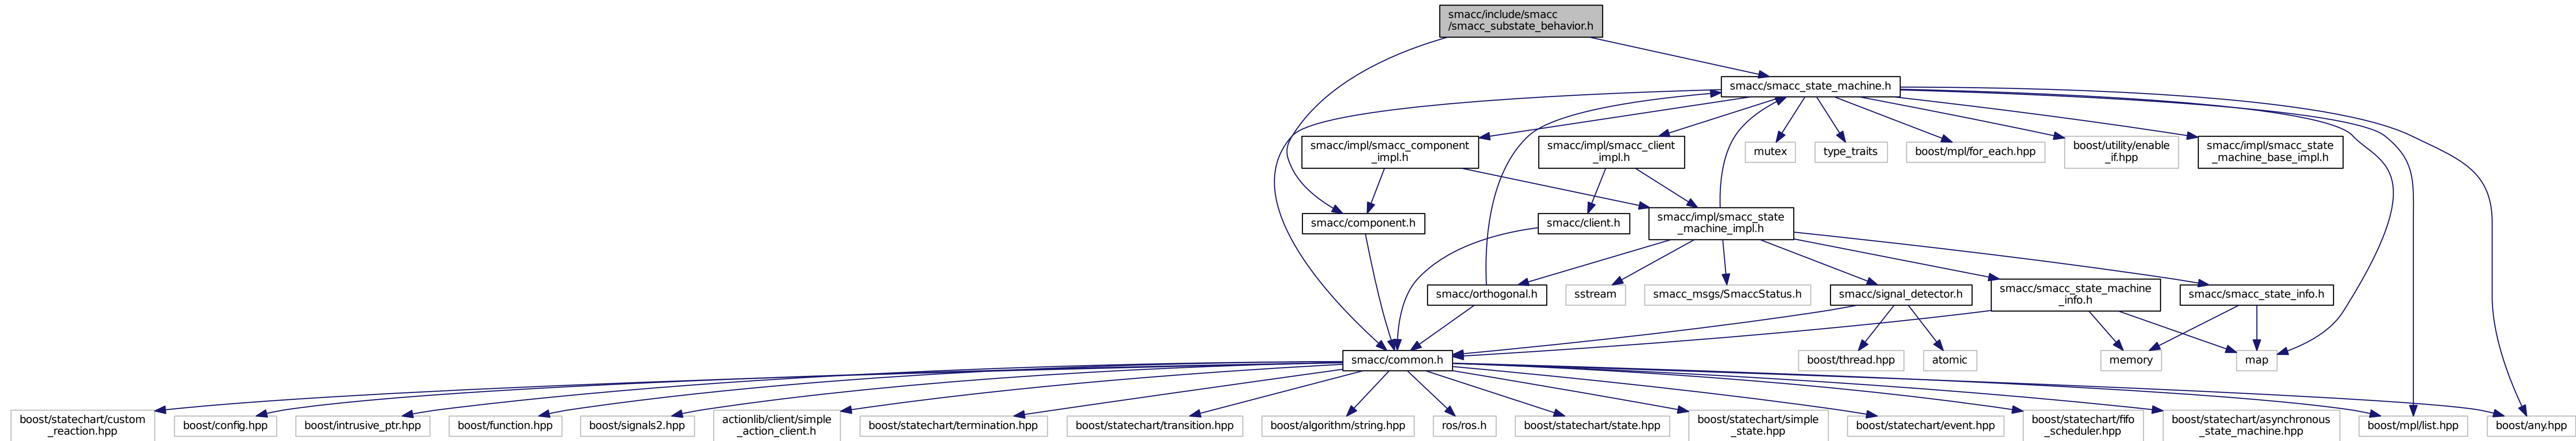 smacc/include/smacc
/smacc_substate_behavior.h
smacc/smacc_state_machine.h
smacc/impl/smacc_component
_impl.h
smacc/impl/smacc_client
_impl.h
mutex
type_traits
boost/mpl/for_each.hpp
boost/utility/enable
_if.hpp
smacc/impl/smacc_state
_machine_base_impl.h
smacc/component.h
smacc/client.h
smacc/impl/smacc_state
_machine_impl.h
smacc/orthogonal.h
sstream
smacc_msgs/SmaccStatus.h
smacc/signal_detector.h
smacc/smacc_state_machine
_info.h
smacc/smacc_state_info.h
smacc/common.h
boost/thread.hpp
atomic
memory
map
boost/statechart/custom
_reaction.hpp
boost/config.hpp
boost/intrusive_ptr.hpp
boost/function.hpp
boost/signals2.hpp
actionlib/client/simple
_action_client.h
boost/statechart/termination.hpp
boost/statechart/transition.hpp
boost/algorithm/string.hpp
ros/ros.h
boost/statechart/state.hpp
boost/statechart/simple
_state.hpp
boost/statechart/event.hpp
boost/statechart/fifo
_scheduler.hpp
boost/statechart/asynchronous
_state_machine.hpp
boost/mpl/list.hpp
boost/any.hpp